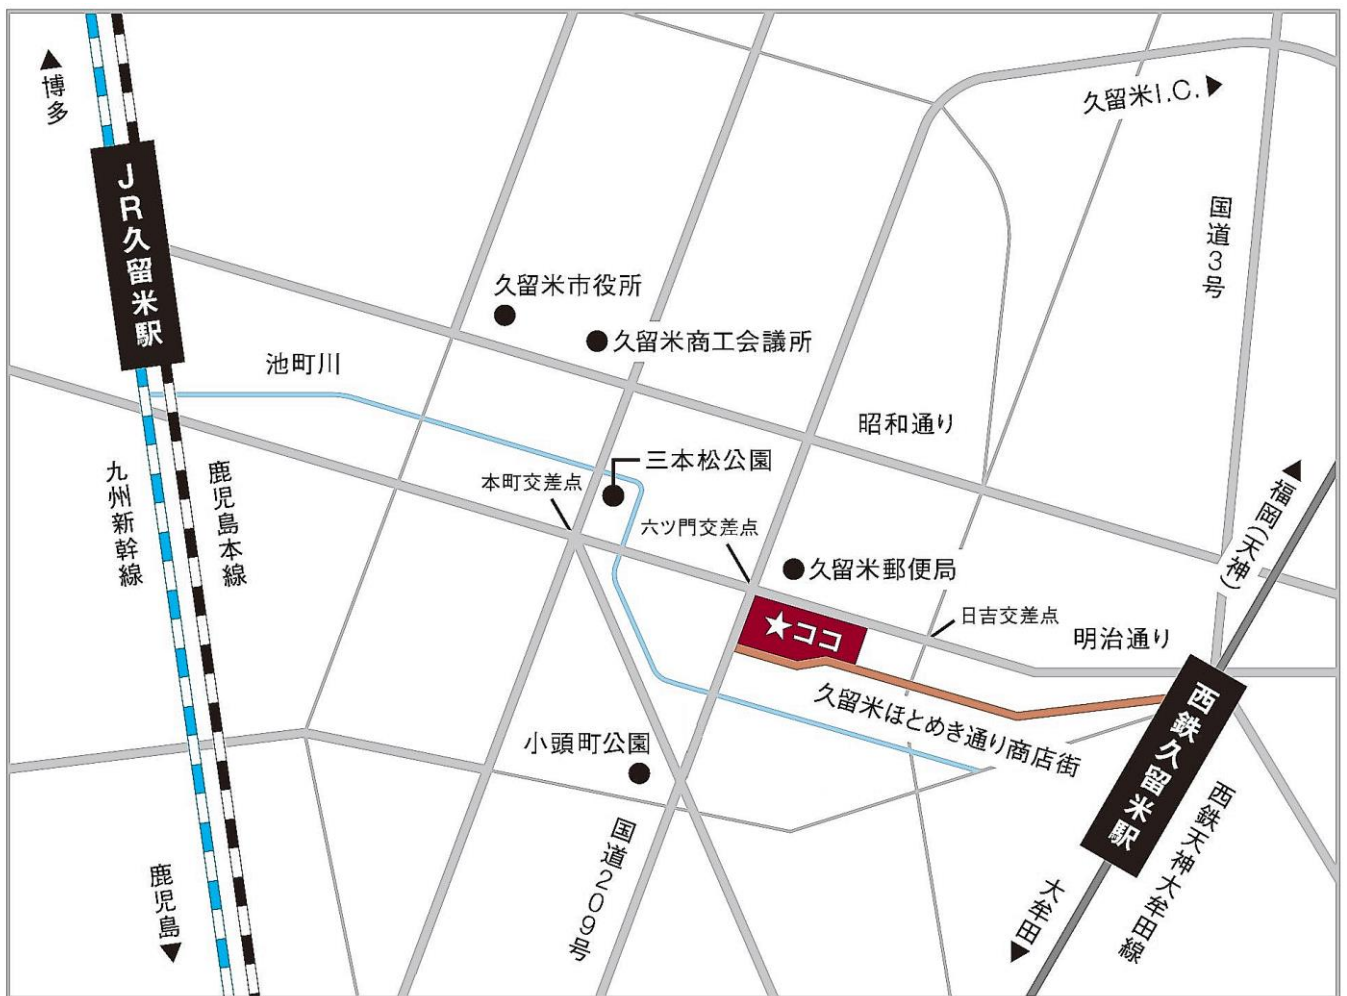 博多
久留米I.C.
JR久留米駅
国道3号
久留米市役所
久留米商工会議所
池町川
昭和通り
三本松公園
九州新幹線
鹿児島本線
本町交差点
六ツ門交差点
福岡(天神)
久留米郵便局
日吉交差点
★ココ
明治通り
久留米ほとめき通り商店街
西鉄久留米駅
小頭町公園
国道209号
西鉄天神大牟田線
鹿児島
大牟田